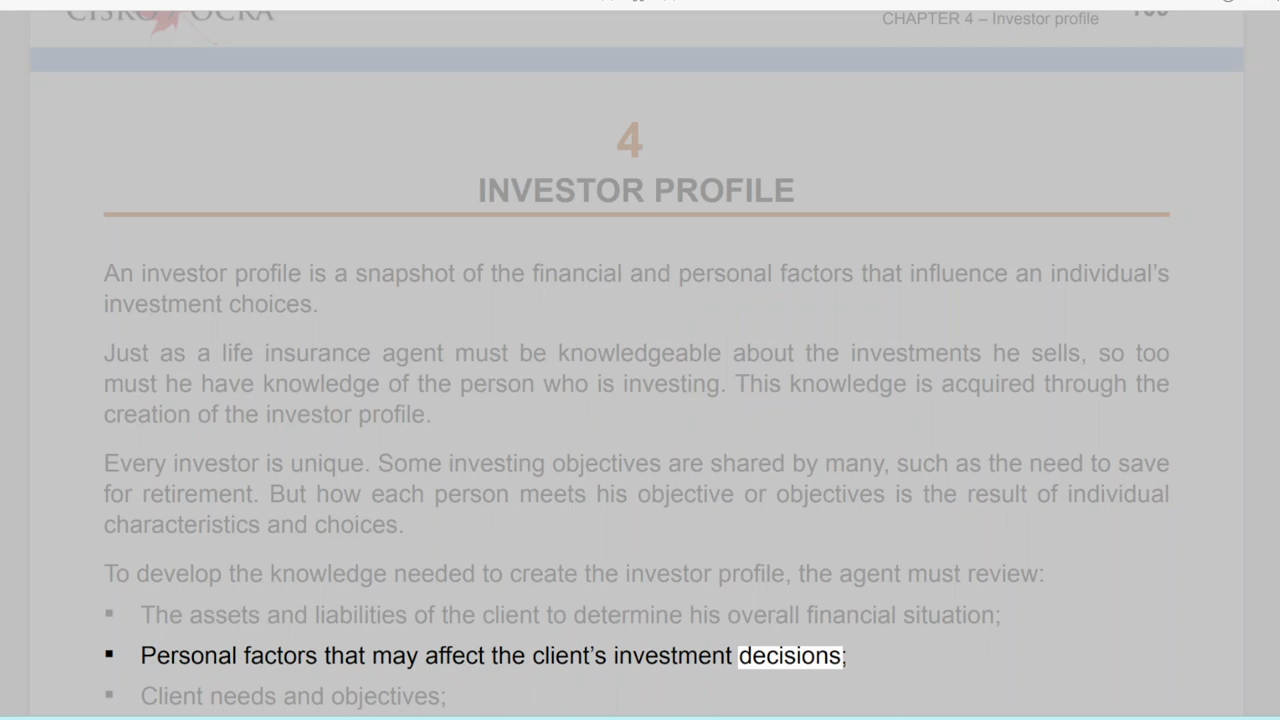 CHAPTER 4 – Investor profile
4
INVESTOR PROFILE
An investor profile is a snapshot of the financial and personal factors that influence an individual’s
investment choices.
Just as a life insurance agent must be knowledgeable about the investments he sells, so too
must he have knowledge of the person who is investing. This knowledge is acquired through the
creation of the investor profile.
Every investor is unique. Some investing objectives are shared by many, such as the need to save
for retirement. But how each person meets his objective or objectives is the result of individual
characteristics and choices.
To develop the knowledge needed to create the investor profile, the agent must review:
▪ The assets and liabilities of the client to determine his overall financial situation;
▪ Personal factors that may affect the client’s investment decisions;
▪ Client needs and objectives;